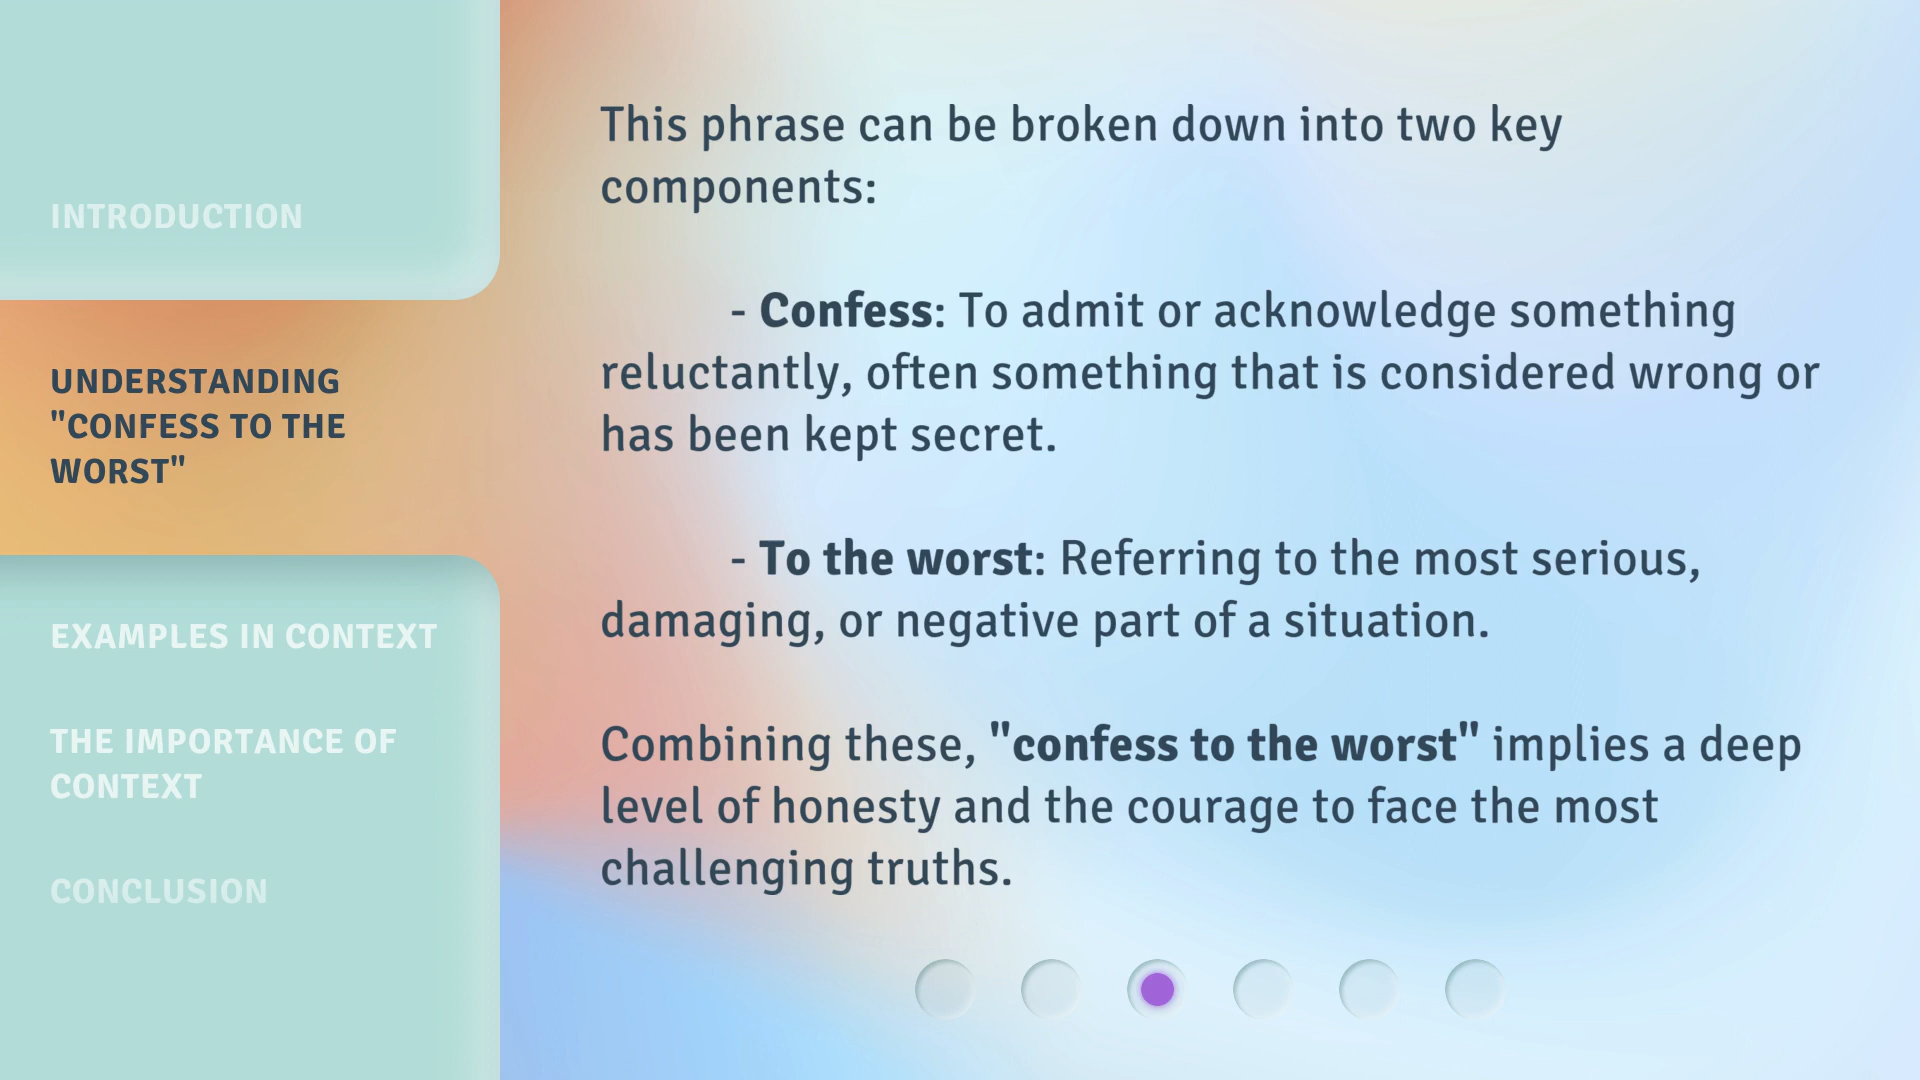 INTRODUCTION
UNDERSTANDING
"CONFESS TO THE
WORST"
EXAMPLES IN CONTEXT
THE IMPORTANCE OF
CONTEXT
CONCLUSION
This phrase can be broken down into two key
components:
- Confess: To admit or acknowledge something
reluctantly, often something that is considered wrong or
has been kept secret.
- To the worst: Referring to the most serious,
damaging, or negative part of a situation.
Combining these, "confess to the worst" implies a deep
level of honesty and the courage to face the most
challenging truths.